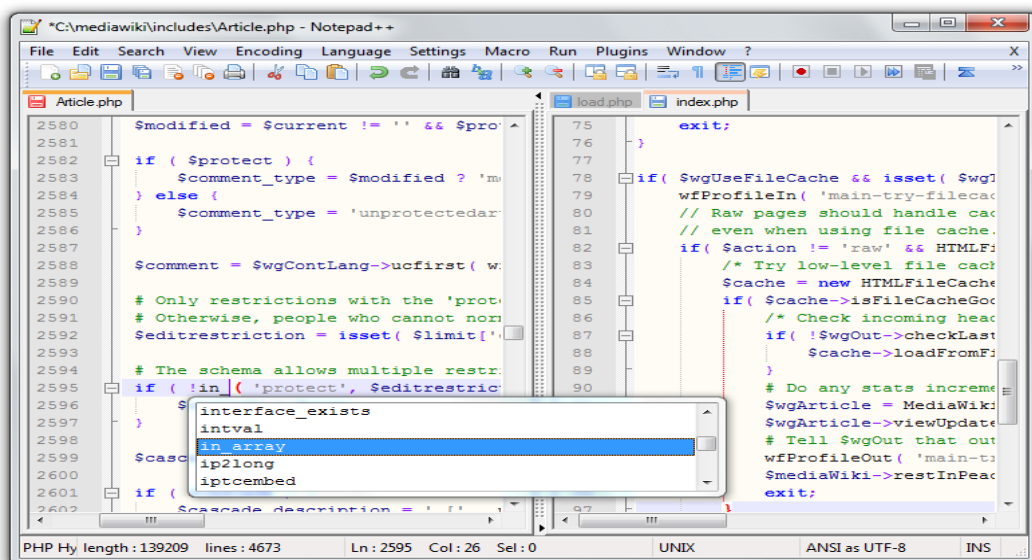 *C:\mediawiki\includes\Article.php - Notepad++
File Edit Search View Encoding Language Settings Macro Run Plugins Window ? X
Article.php
2580 $modified = $current != '' && $pro
2581
2582 if ( $protect ) {
2583 $comment_type = $modified ? 'm
2584 } else {
2585 $comment_type = 'unprotectedar
2586 }
2587
2588 $comment = $wgContLang->ucfirst( w
2589
2590 # Only restrictions with the 'prot
2591 # Otherwise, people who cannot nor
2592 $editrestriction = isset( $limit['
2593
2594 # The schema allows multiple restr
2595 if ( !in_( 'protect', $editrestric
2596 $
2597 }
2598
2599 $casc
2600
2601 if (
2602 $cascade_description = ' ['
interface_exists
intval
in_array
ip2long
iptcembed
load.php index.php
75 exit;
76 }
77
78 if( $wgUseFileCache && isset( $wgT
79 wfProfileIn( 'main-try-filecac
80 // Raw pages should handle cac
81 // even when using file cache.
82 if( $action != 'raw' && HTMLFi
83 /* Try low-level file cach
84 $cache = new HTMLFileCache
85 if( $cache->isFileCacheGoo
86 /* Check incoming head
87 if( !$wgOut->checkLast
88 $cache->loadFromFi
89 }
90 # Do any stats increme
$wgArticle = MediaWiki
$wgArticle->viewUpdate
# Tell $wgOut that out
wfProfileOut( 'main-tr
$mediaWiki->restInPeac
exit;
97 }
PHP Hy length : 139209 lines : 4673 Ln : 2595 Col : 26 Sel : 0 UNIX ANSI as UTF-8 INS